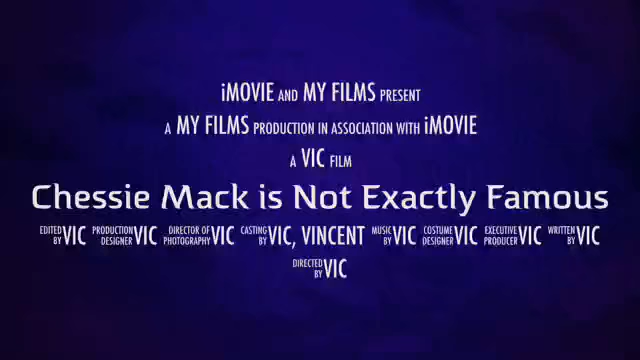 iMOVIE AND MY FILMS PRESENT
A MY FILMS PRODUCTION IN ASSOCIATION WITH iMOVIE
A VIC FILM
Chessie Mack is Not Exactly Famous
EDITED BY VIC PRODUCTION DESIGNER VIC DIRECTOR OF PHOTOGRAPHY VIC CASTING BY VIC, VINCENT MUSIC BY VIC COSTUME DESIGNER VIC EXECUTIVE PRODUCER VIC WRITTEN BY VIC
DIRECTED BY VIC